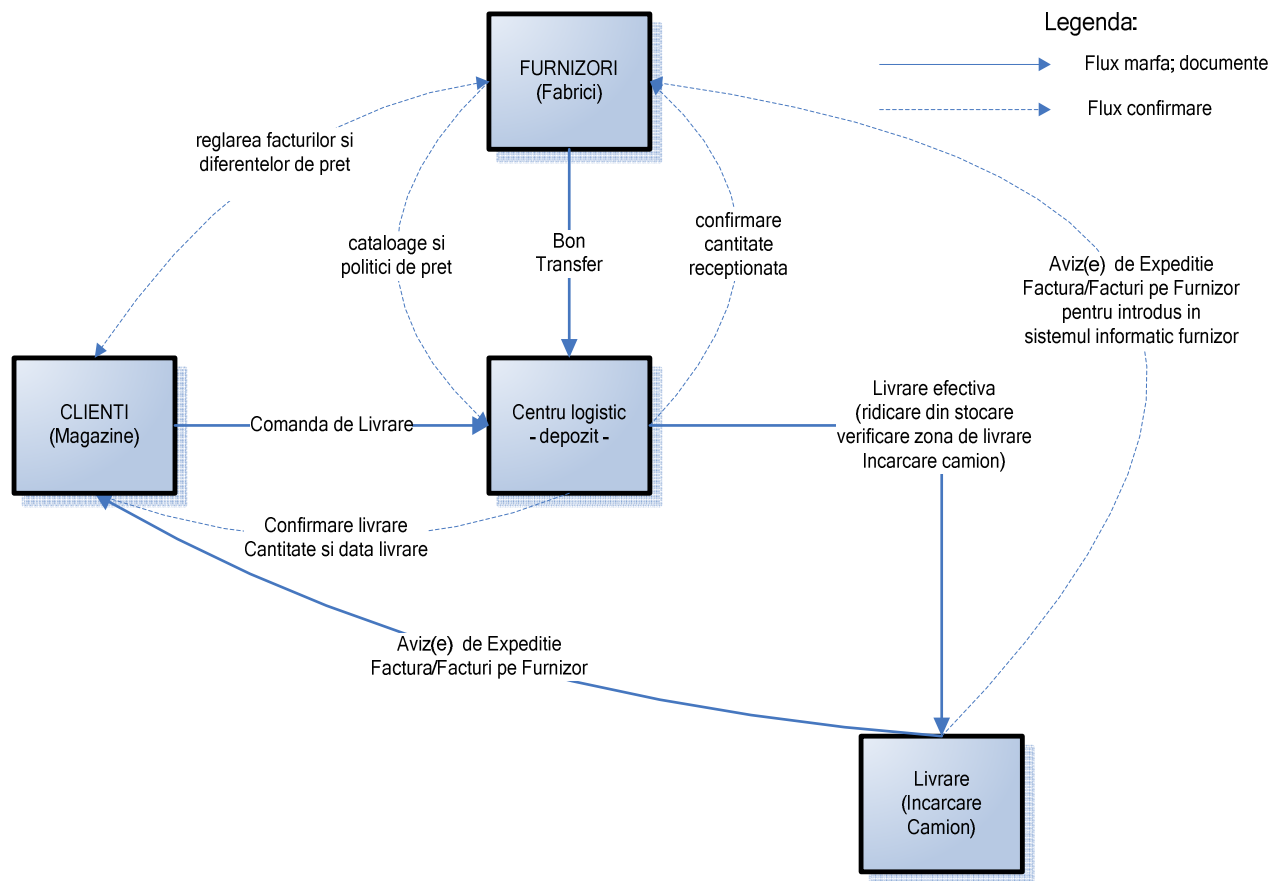 Legenda:
Flux marfa; documente
Flux confirmare
FURNIZORI
(Fabrici)
reglarea facturilor si
diferentelor de pret
cataloage si
politici de pret
Bon
Transfer
confirmare
cantitate
receptionata
Aviz(e) de Expeditie
Factura/Facturi pe Furnizor
pentru introdus in
sistemul informatic furnizor
CLIENTI
(Magazine)
Comanda de Livrare
Centru logistic
- depozit -
Livrare efectiva
(ridicare din stocare
verificare zona de livrare
Incarcare camion)
Confirmare livrare
Cantitate si data livrare
Aviz(e) de Expeditie
Factura/Facturi pe Furnizor
Livrare
(Incarcare
Camion)